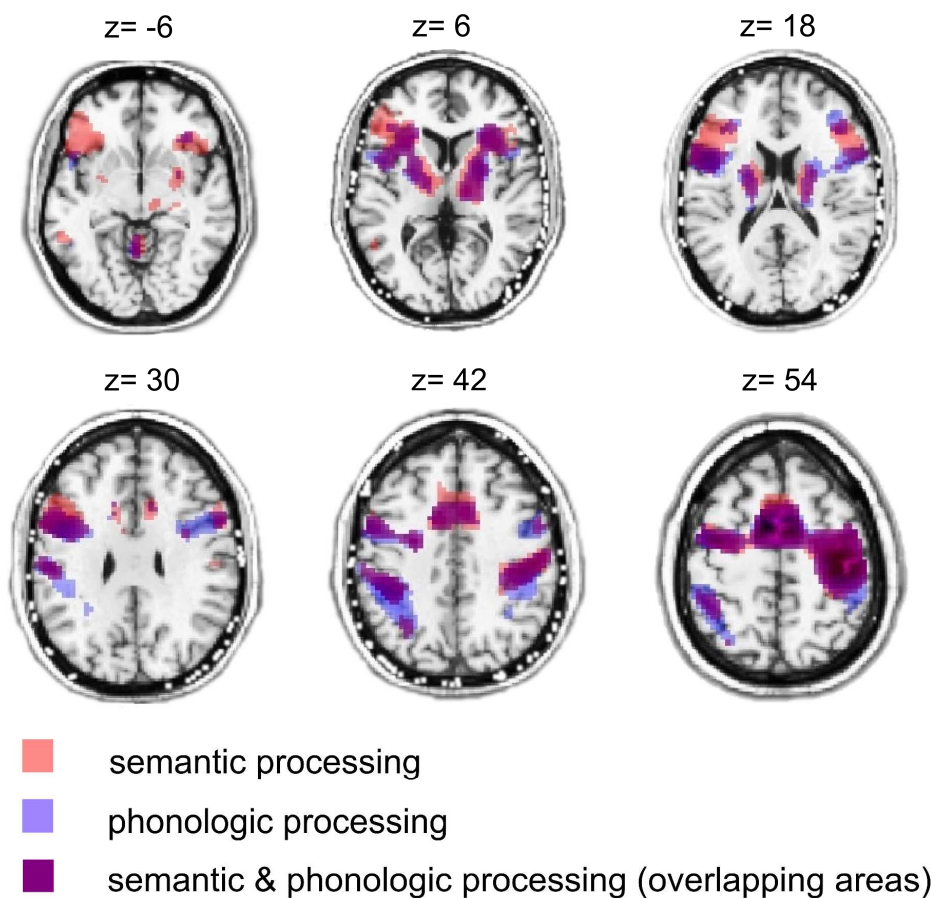 z= -6
z= 6
z= 18
z= 30
z= 42
z= 54
semantic processing
phonologic processing
semantic & phonologic processing (overlapping areas)